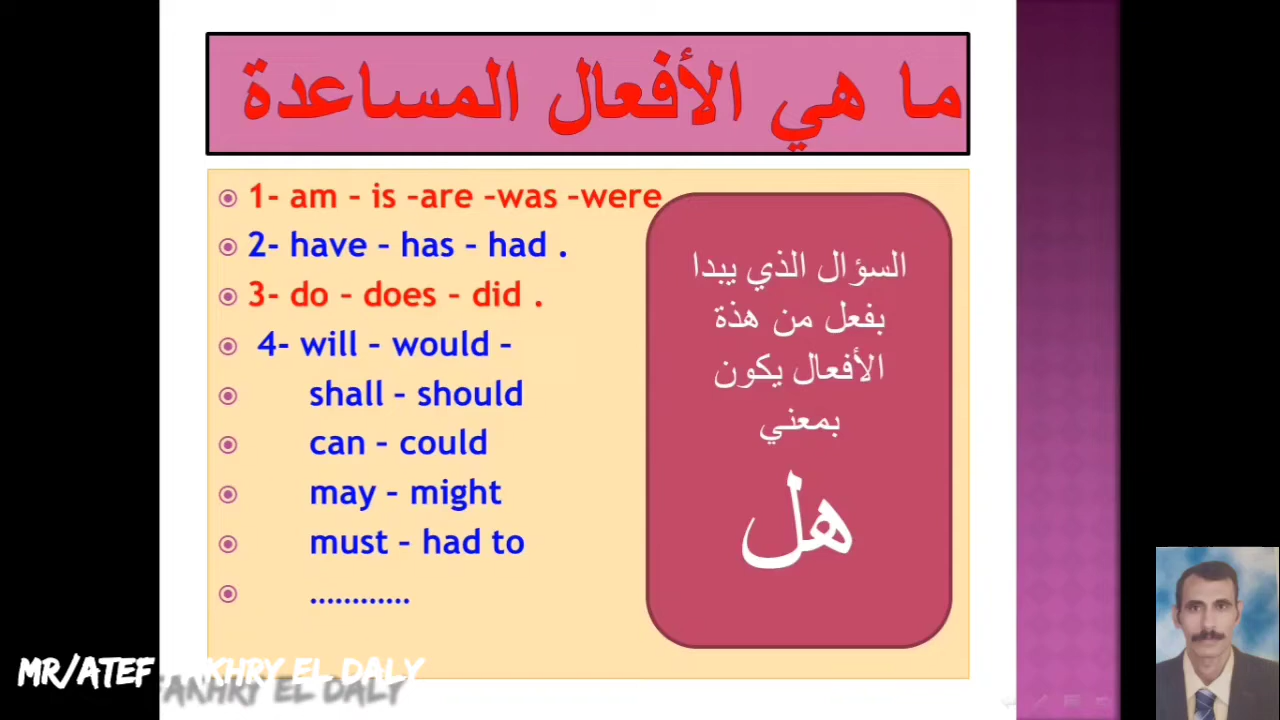 ما هي الأفعال المساعدة
1- am – is –are –was –were
2- have – has – had .
3- do – does – did .
4- will – would –
shall – should
can – could
may – might
must – had to
............
السؤال الذي يبدا
بفعل من هذة
الأفعال يكون
بمعني
هل
MR/ATEF FAKHRY EL DALY